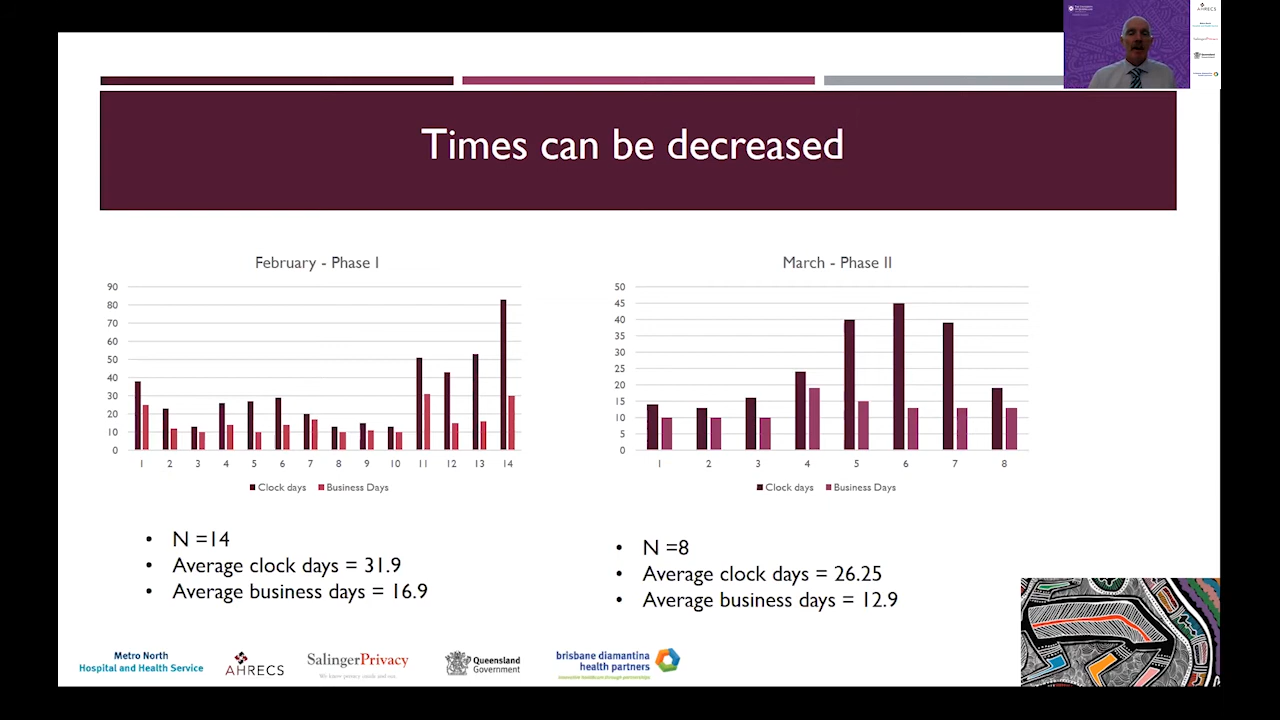 Times can be decreased
February - Phase I
90
80
70
60
50
40
30
20
10
0
1 2 3 4 5 6 7 8 9 10 11 12 13 14
Clock days Business Days
March - Phase II
50
45
40
35
30
25
20
15
10
5
0
1 2 3 4 5 6 7 8
Clock days Business Days
• N =14
• Average clock days = 31.9
• Average business days = 16.9
• N =8
• Average clock days = 26.25
• Average business days = 12.9
Metro North
Hospital and Health Service
AHRECS
SalingerPrivacy
We know privacy inside and out.
Queensland
Government
brisbane diamantina
health partners
AHRECS
SalingerPrivacy